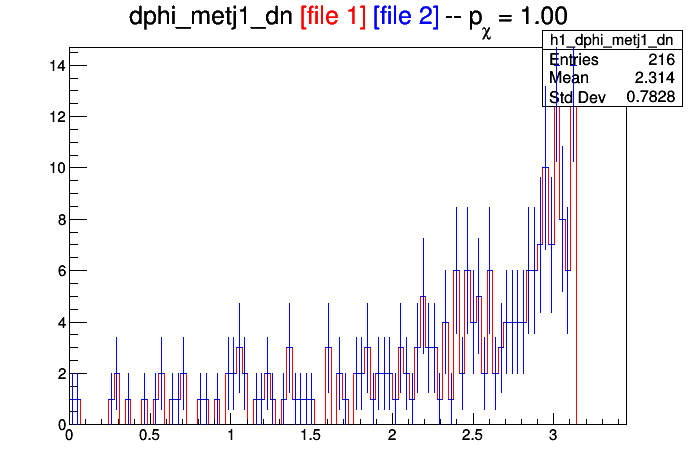 dphi_metj1_dn [file 1] [file 2] -- pχ = 1.00
h1_dphi_metj1_dn
Entries 216
Mean 2.314
Std Dev 0.7828
14
12
10
8
6
4
2
0
0 0.5 1 1.5 2 2.5 3